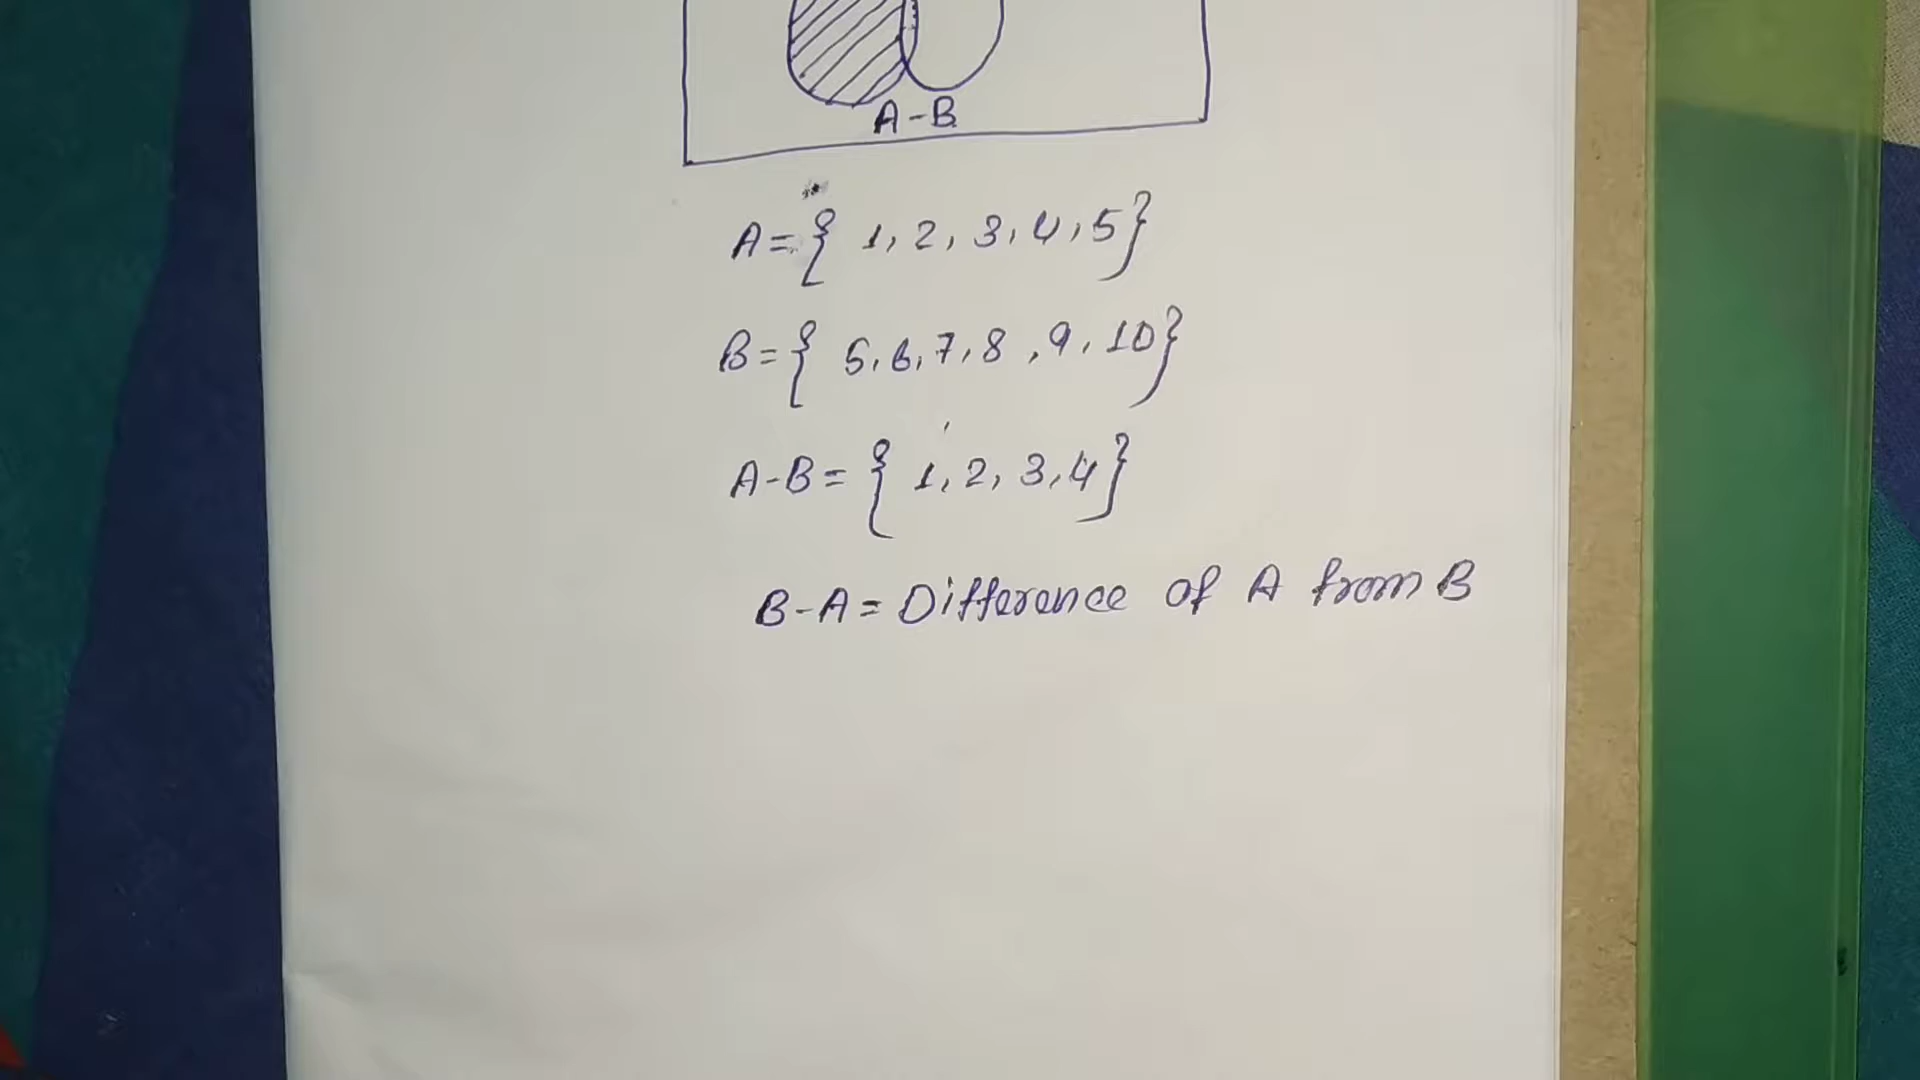 A-B
A={ 1, 2, 3, 4, 5}
B={ 5, 6, 7, 8, 9, 10}
A-B={ 1, 2, 3, 4}
B-A= Difference of A from B